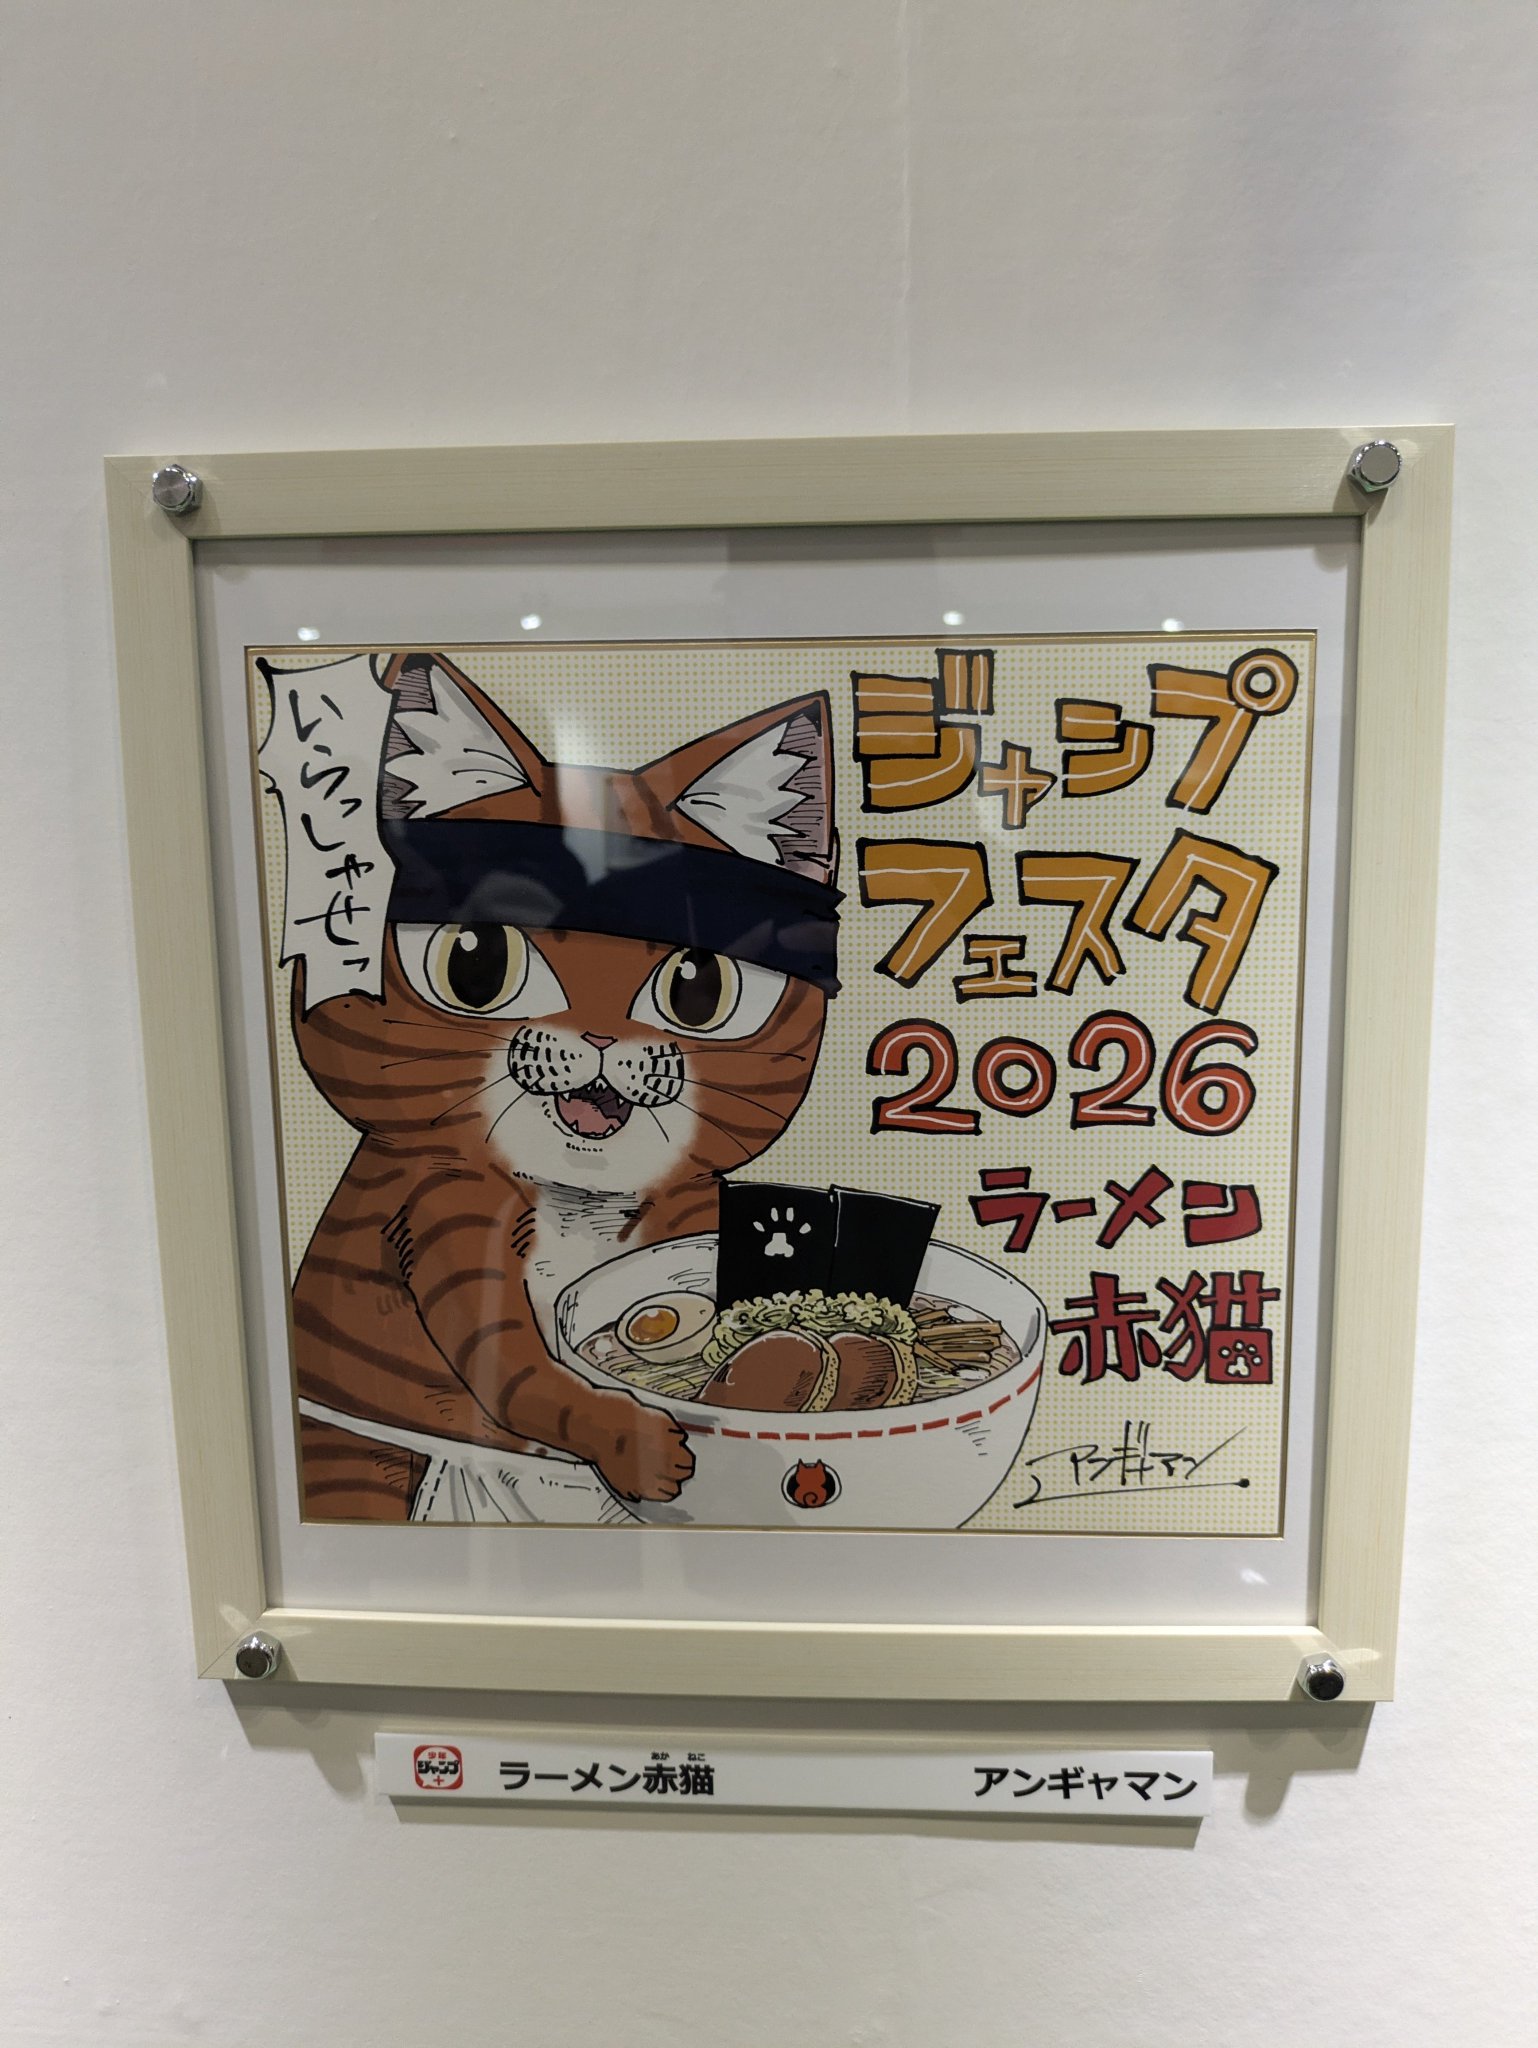 いらっしゃせっ
ジャンプ
フェスタ
2026
ラーメン
赤猫
アンギャマン
少年
ジャンプ
+
あか ねこ
ラーメン赤猫
アンギャマン